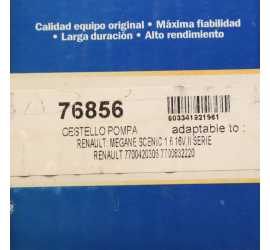 Calidad equipo original • Máxima fiabilidad
• Larga duración • Alto rendimiento
76856
603341921961
CESTELLO POMPA adaptable to :
RENAULT: MEGANE SCENIC 1.6 16V II SERIE
RENAULT 7700420305 7700832220